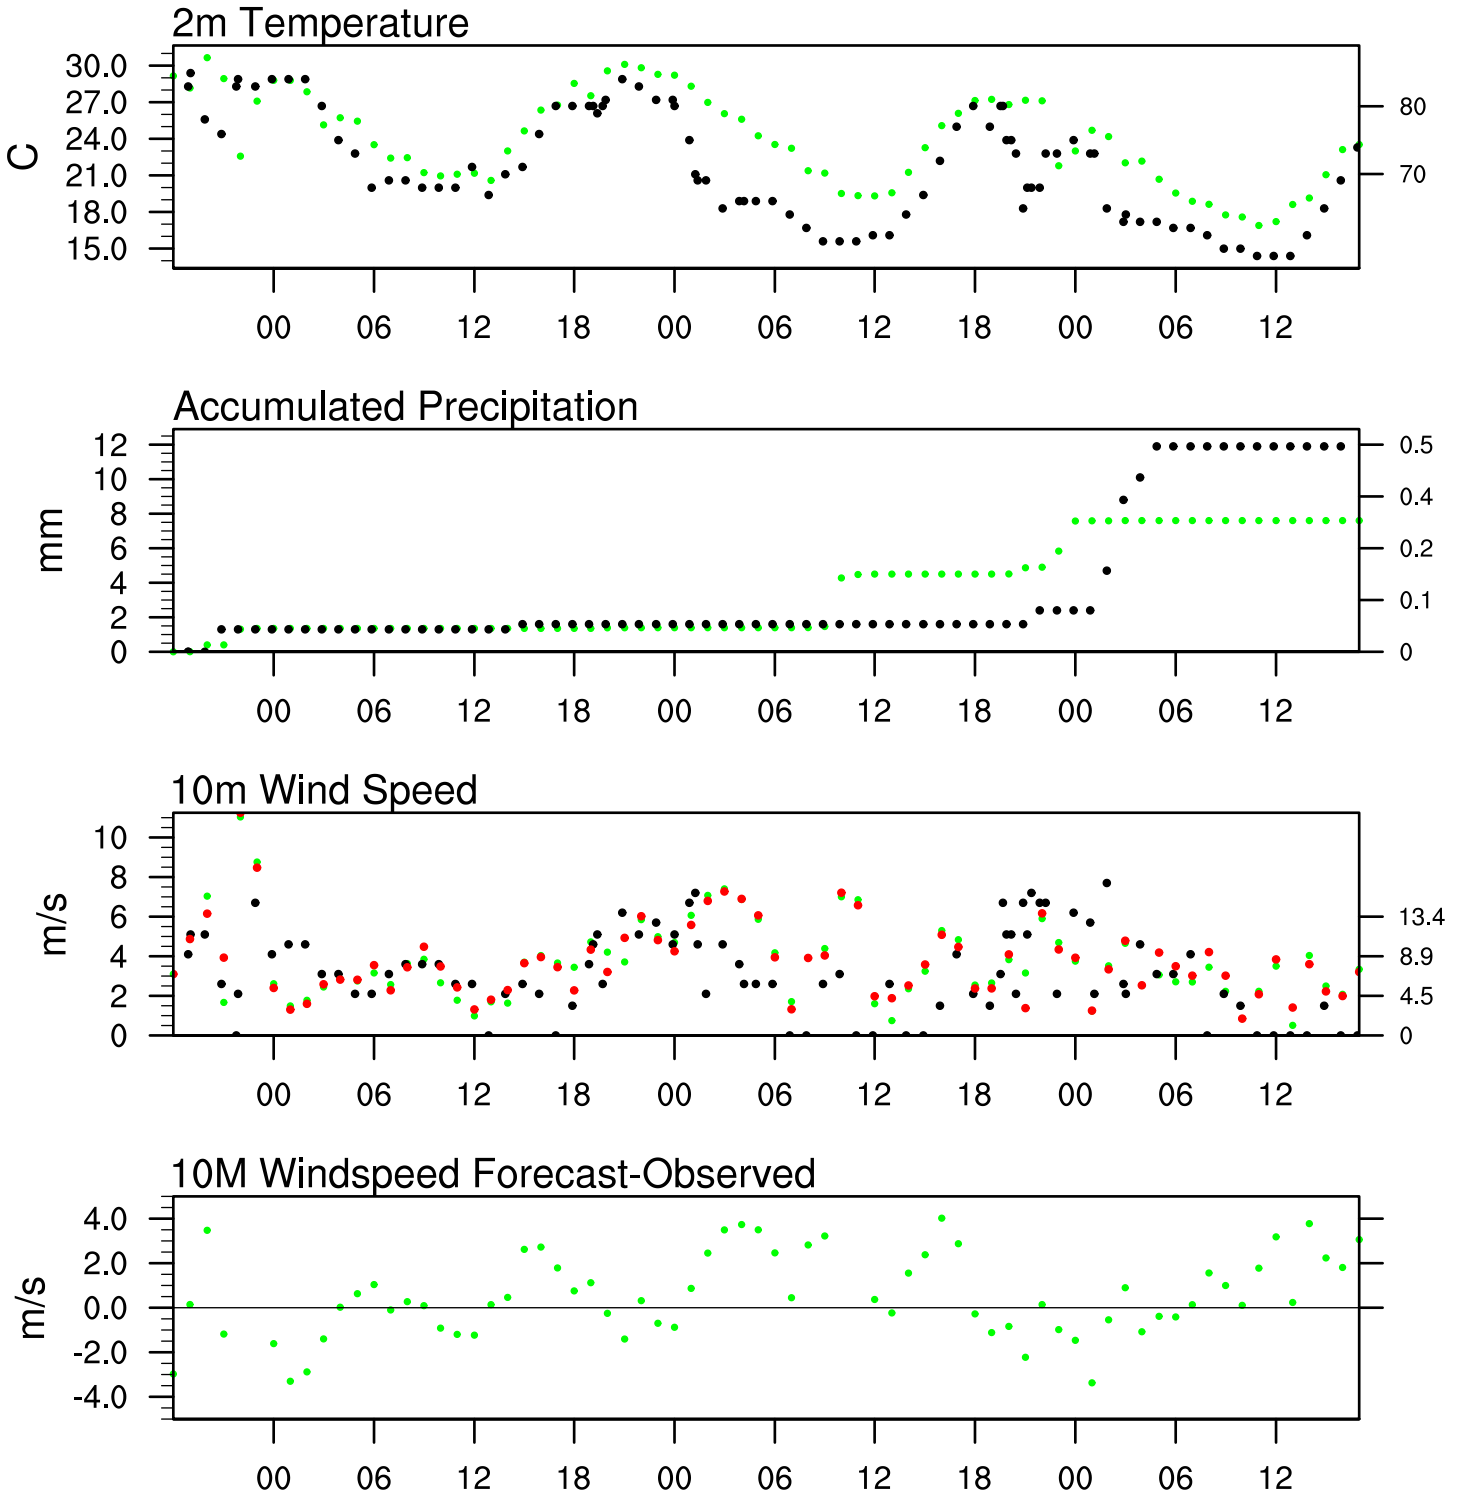 2m Temperature
30.0
27.0
24.0
21.0
18.0
15.0
C
80
70
00 06 12 18 00 06 12 18 00 06 12
Accumulated Precipitation
12
10
8
6
4
2
0
mm
0.5
0.4
0.2
0.1
0
00 06 12 18 00 06 12 18 00 06 12
10m Wind Speed
10
8
6
4
2
0
m/s
13.4
8.9
4.5
0
00 06 12 18 00 06 12 18 00 06 12
10M Windspeed Forecast-Observed
4.0
2.0
0.0
-2.0
-4.0
m/s
00 06 12 18 00 06 12 18 00 06 12